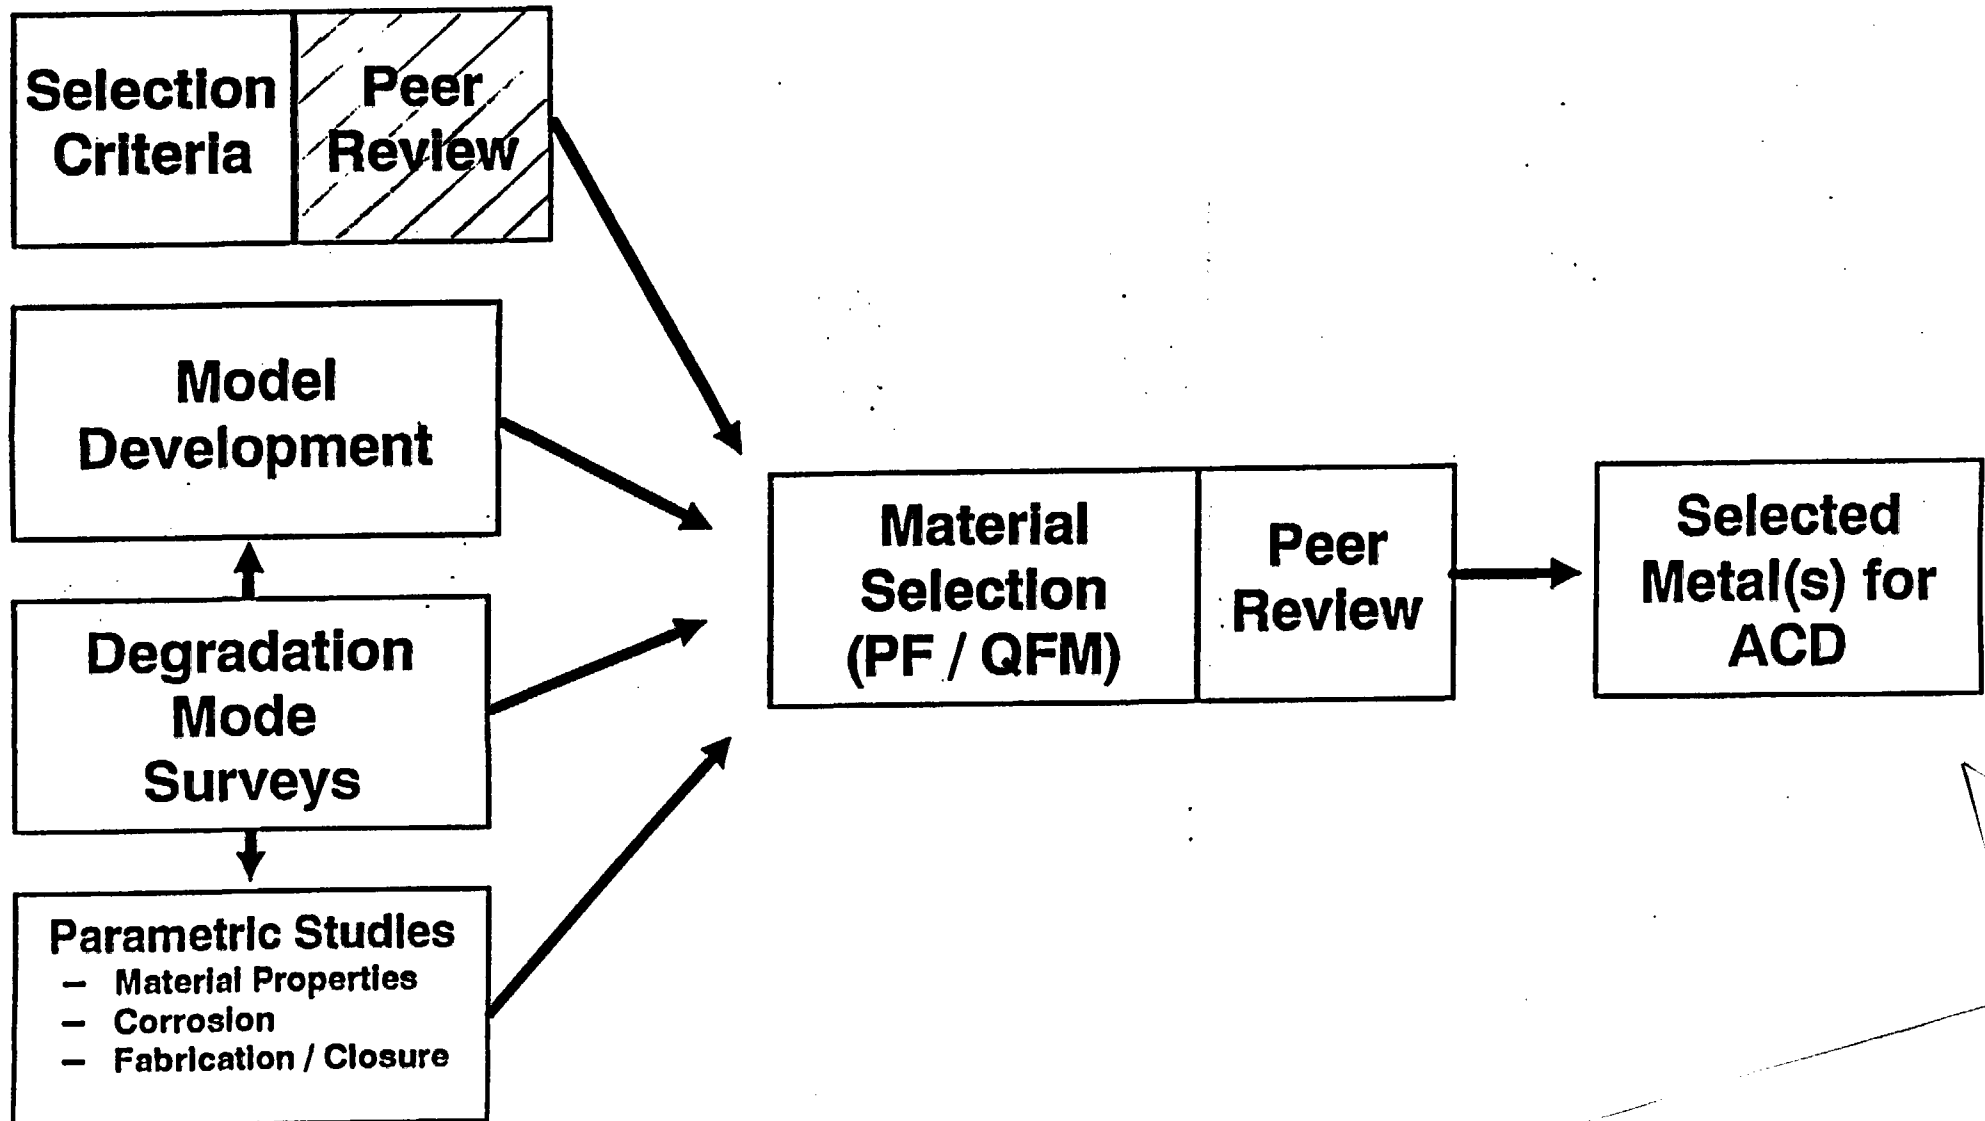 Selection
Criteria
Peer
Review
Model
Development
Degradation
Mode
Surveys
Parametric Studies
– Material Properties
– Corrosion
– Fabrication / Closure
Material
Selection
(PF / QFM)
Peer
Review
Selected
Metal(s) for
ACD